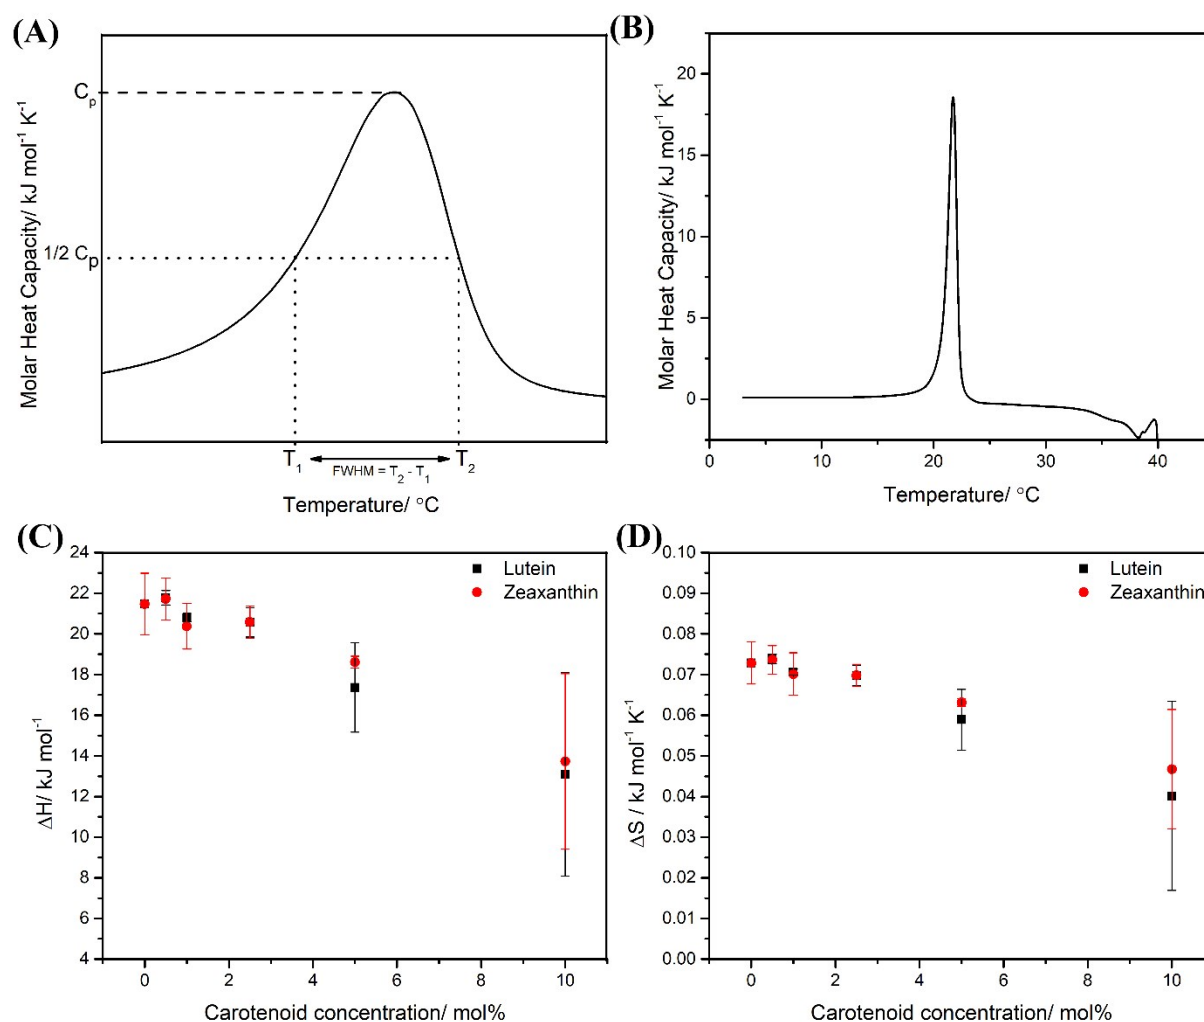 (A)
Molar Heat Capacity/ kJ mol⁻¹ K⁻¹
Cₚ
1/2 Cₚ
T₁
T₂
FWHM = T₂ - T₁
Temperature/ °C
(B)
Molar Heat Capacity/ kJ mol⁻¹ K⁻¹
20
15
10
5
0
0
10
20
30
40
Temperature/ °C
(C)
ΔH/ kJ mol⁻¹
24
22
20
18
16
14
12
10
8
6
4
Lutein
Zeaxanthin
0
2
4
6
8
10
Carotenoid concentration/ mol%
(D)
ΔS / kJ mol⁻¹ K⁻¹
0.10
0.09
0.08
0.07
0.06
0.05
0.04
0.03
0.02
0.01
0.00
Lutein
Zeaxanthin
0
2
4
6
8
10
Carotenoid concentration/ mol%